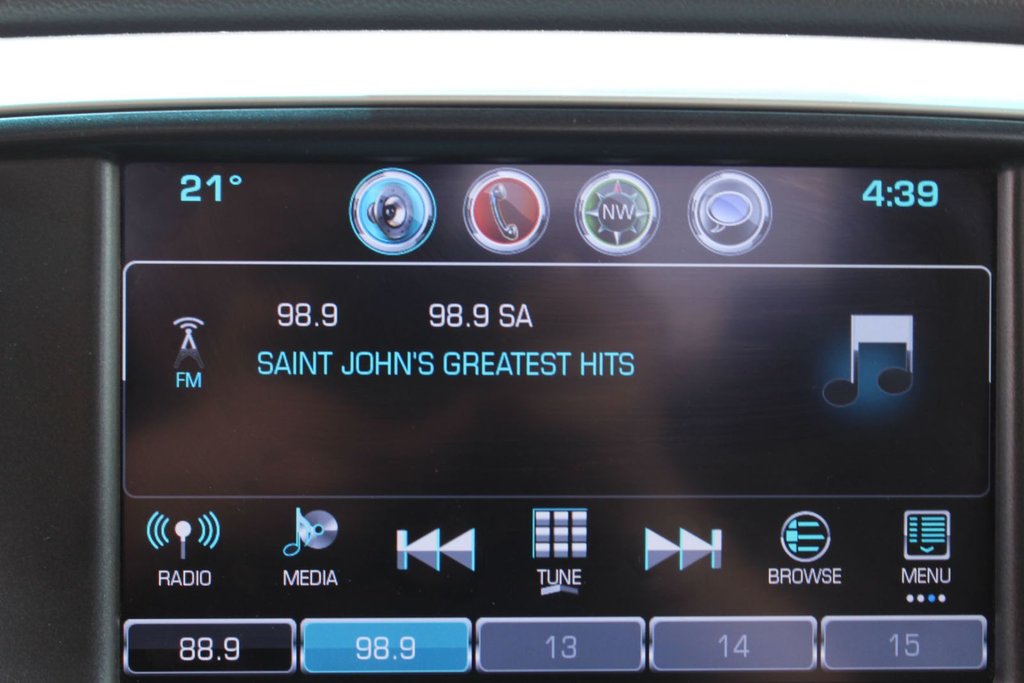 21° NW 4:39
98.9 98.9 SA
FM SAINT JOHN'S GREATEST HITS
RADIO MEDIA TUNE BROWSE MENU
88.9 98.9 13 14 15